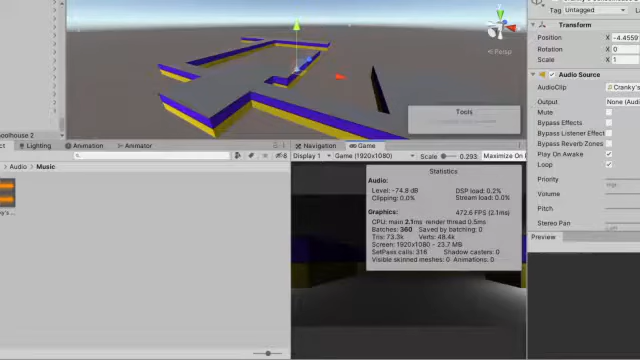 Tag Untagged
Transform
Position X -4.4559
Rotation X 0
Scale X 1
y
< Persp
Audio Source
AudioClip Cranky's
Output None (Aud
Mute
Bypass Effects
Bypass Listener Effect
Bypass Reverb Zones
Play On Awake
Loop
Priority
Volume
Pitch
Stereo Pan
Preview
Tools
oolhouse 2
ct Lighting Animation Animator
Audio > Music
y's
Navigation Game
Display 1 Game (1920x1080) Scale 0.293 Maximize On
Statistics
Audio:
Level: -74.8 dB DSP load: 0.2%
Clipping: 0.0% Stream load: 0.0%
Graphics: 472.6 FPS (2.1ms)
CPU: main 2.1ms render thread 0.5ms
Batches: 360 Saved by batching: 0
Tris: 73.3k Verts: 48.4k
Screen: 1920x1080 - 23.7 MB
SetPass calls: 316 Shadow casters: 0
Visible skinned meshes: 0 Animations: 0